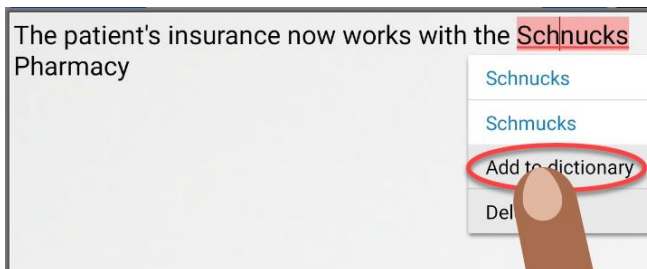 The patient's insurance now works with the Schnucks
Pharmacy
Schnucks
Schmucks
Add to dictionary